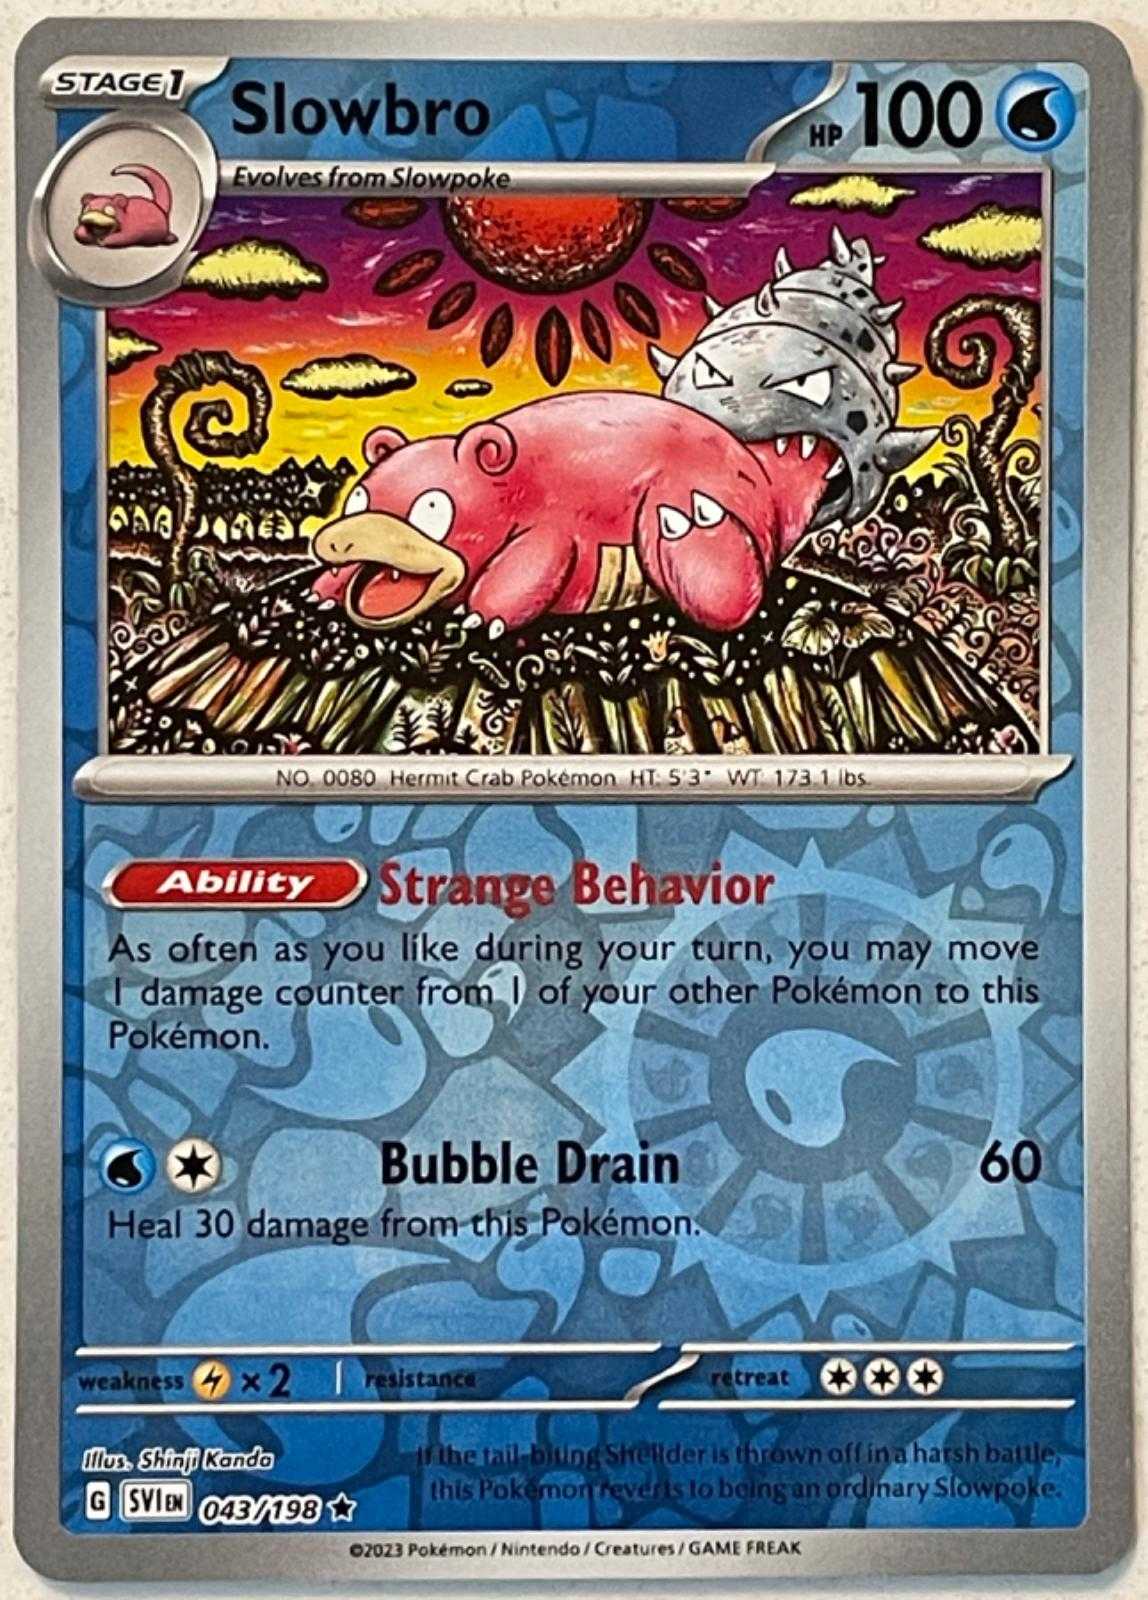 STAGE1
Slowbro
HP 100
Evolves from Slowpoke
NO. 0080 Hermit Crab Pokémon HT: 5'3" WT: 173.1 lbs.
Ability Strange Behavior
As often as you like during your turn, you may move
1 damage counter from 1 of your other Pokémon to this
Pokémon.
Bubble Drain 60
Heal 30 damage from this Pokémon.
weakness ×2 resistance retreat
Illus. Shinji Kanda
If the tail-biting Shellder is thrown off in a harsh battle,
this Pokémon reverts to being an ordinary Slowpoke.
G SVI EN 043/198 ★
©2023 Pokémon / Nintendo / Creatures / GAME FREAK